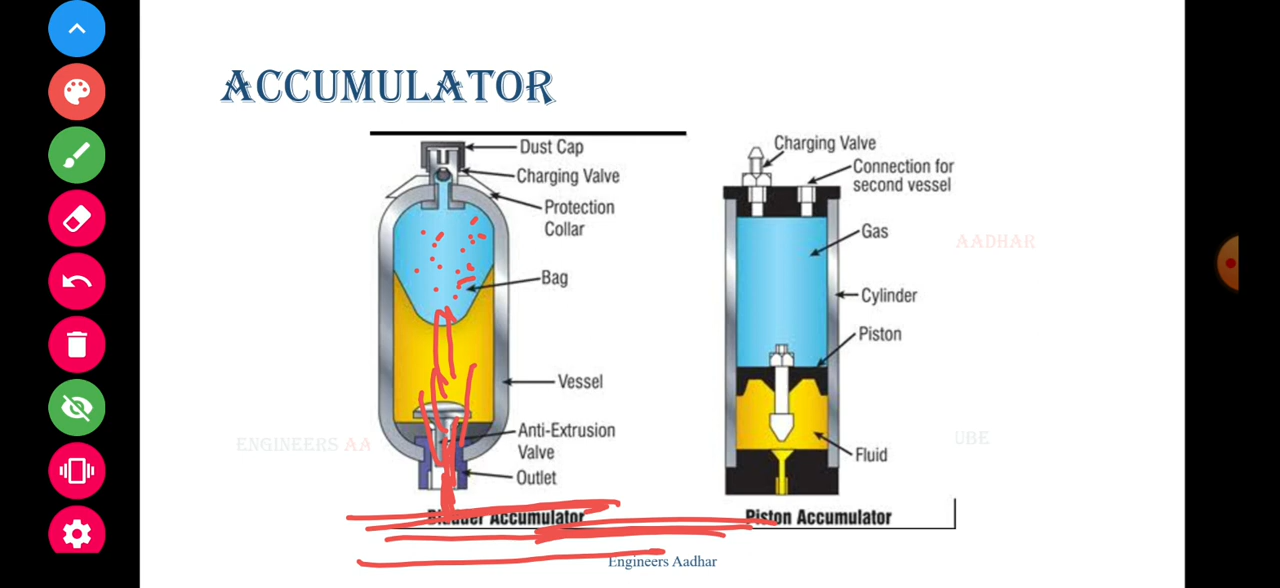 ACCUMULATOR
Dust Cap
Charging Valve
Protection
Collar
Bag
Vessel
Anti-Extrusion
Valve
Outlet
Bladder Accumulator
Charging Valve
Connection for
second vessel
Gas
AADHAR
Cylinder
Piston
Fluid
Piston Accumulator
ENGINEERS AA
UBE
Engineers Aadhar